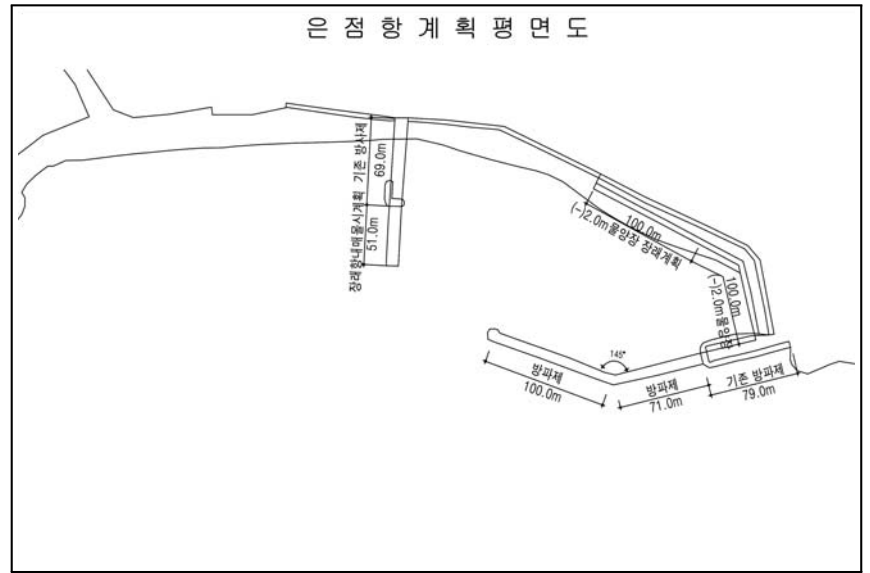 은 점 항 계 획 평 면 도
기존 방사제
69.0m
장래항내매몰시계획
51.0m
100.0m
(-)2.0m물양장 장래계획
100.0m
(-)2.0m물양장
145°
방파제
100.0m
방파제
71.0m
기존 방파제
79.0m